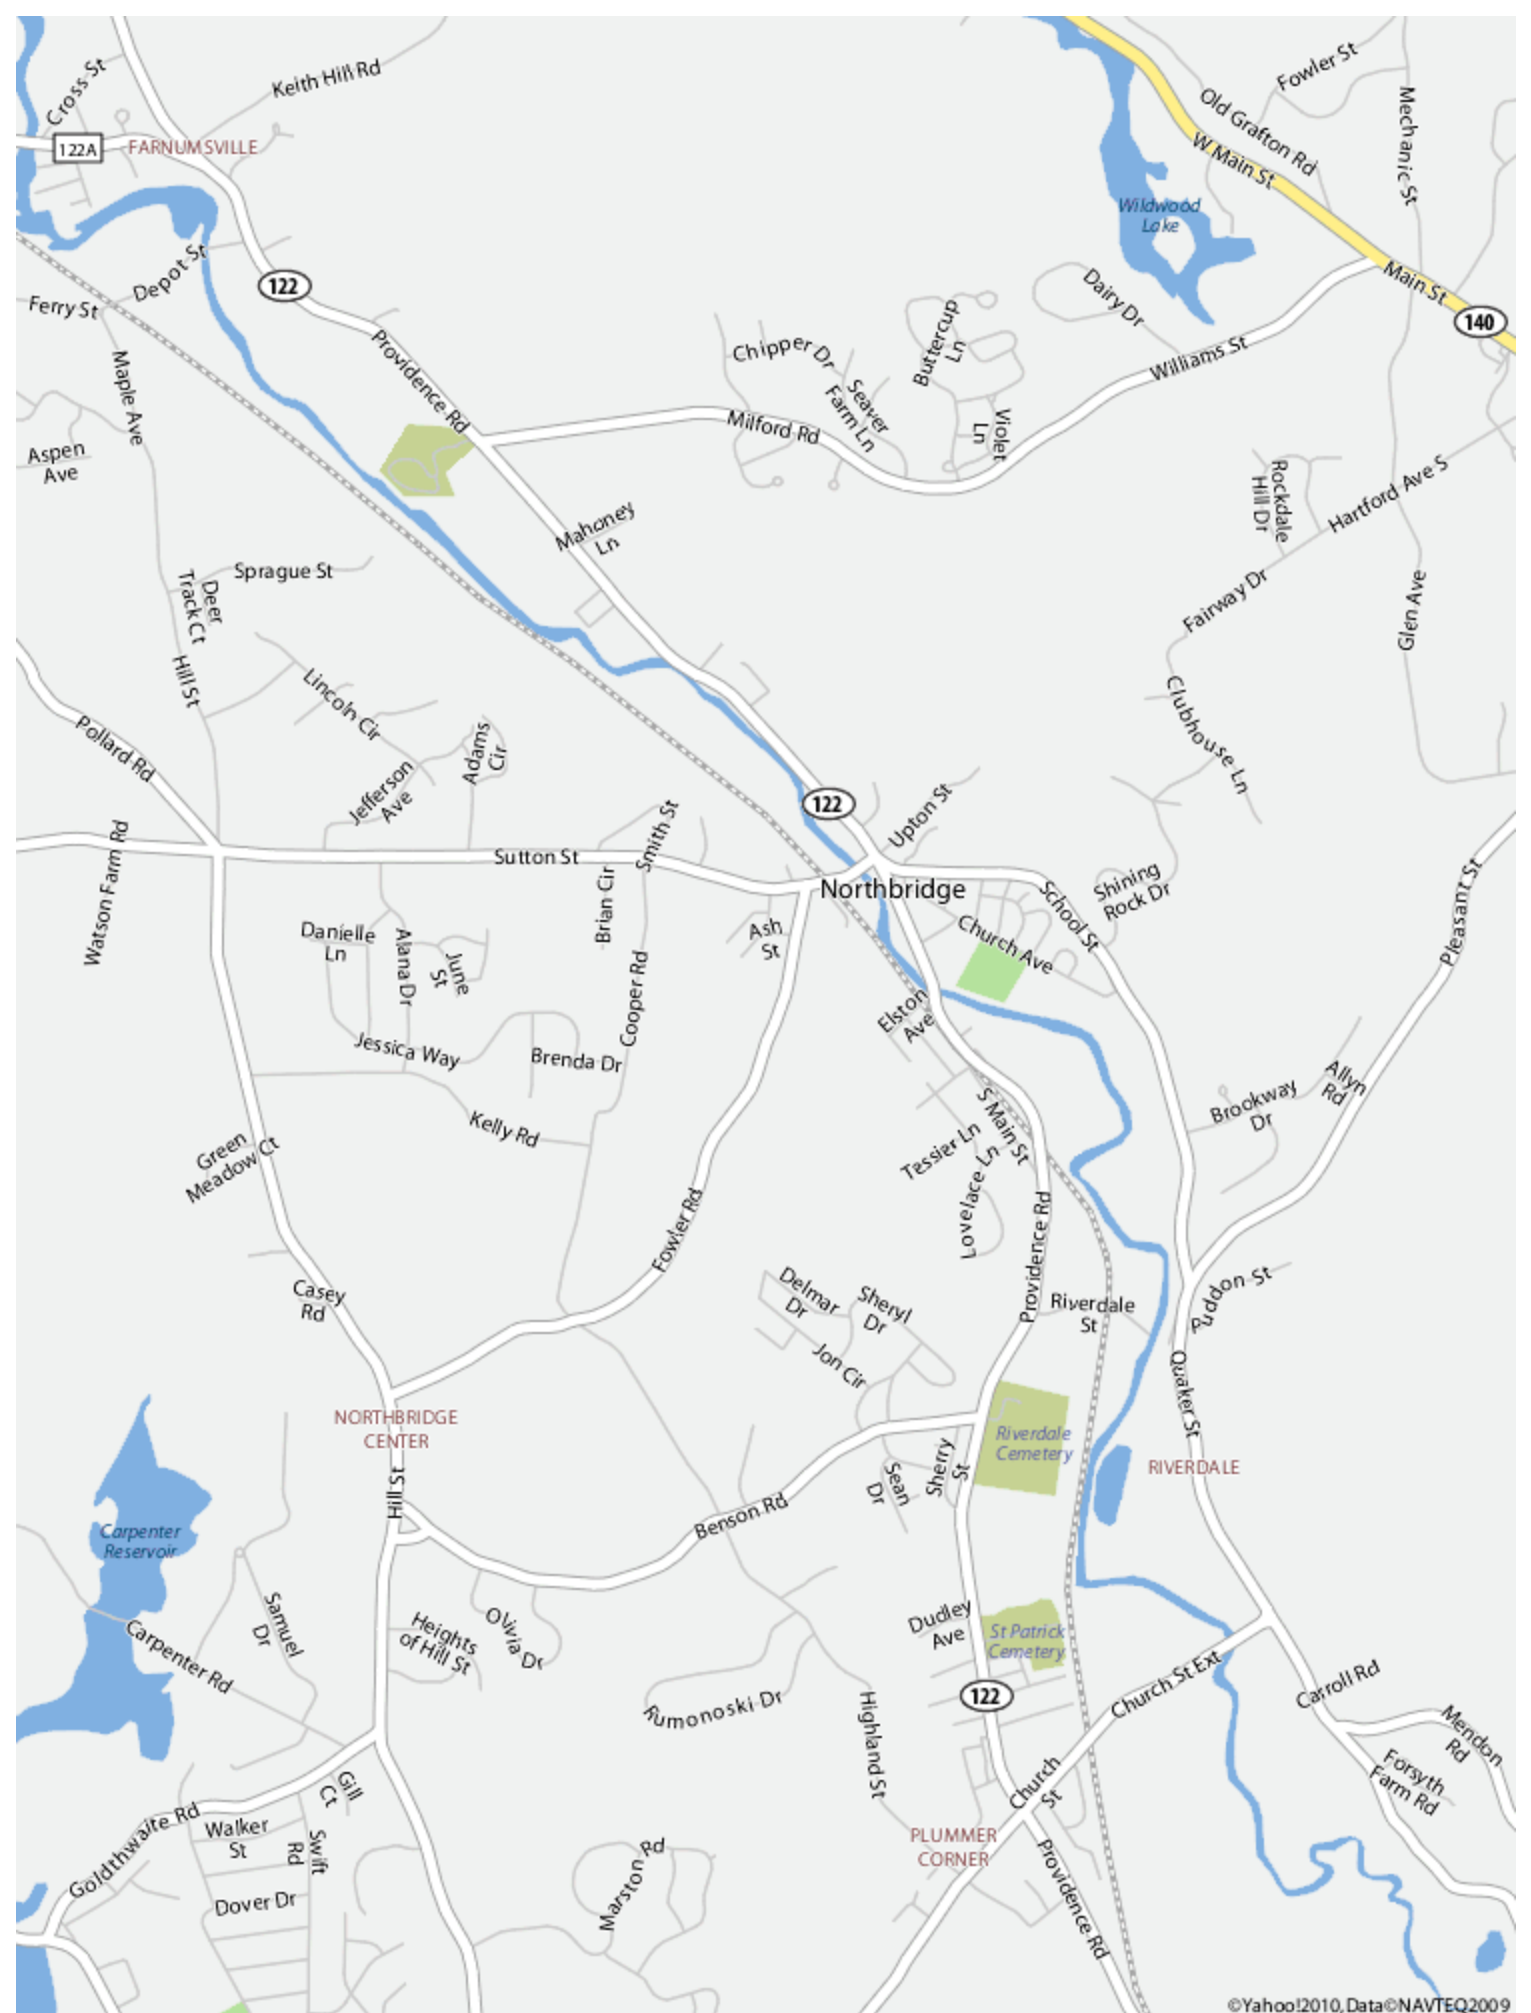 Cross St
Keith Hill Rd
Fowler St
Old Grafton Rd
Mechanic St
122A
FARNUMSVILLE
W Main St
Wildwood
Lake
Depot St
122
Ferry St
Dairy Dr
Main St
140
Maple Ave
Providence Rd
Chipper Dr
Buttercup
Ln
Williams St
Seaver
Farm Ln
Milford Rd
Violet
Ln
Aspen
Ave
Rockdale
Hill Dr
Hartford Ave S
Mahoney
Ln
Sprague St
Deer
Track Ct
Fairway Dr
Glen Ave
Hill St
Lincoln Cir
Clubhouse Ln
Pollard Rd
Adams
Cir
Jefferson
Ave
122
Upton St
Smith St
Sutton St
Watson Farm Rd
Northbridge
Brian Cir
School St
Shining
Rock Dr
Pleasant St
Ash
St
Church Ave
Danielle
Ln
Alana Dr
June
St
Cooper Rd
Elston
Ave
Jessica Way
Brenda Dr
Allyn
Rd
Brookway
Dr
Kelly Rd
S Main St
Tessier Ln
Green
Meadow Ct
Lovelace Ln
Fowler Rd
Providence Rd
Casey
Rd
Delmar
Dr
Sheryl
Dr
Riverdale
St
Puddon St
Jon Cir
Quaker St
NORTHBRIDGE
CENTER
Riverdale
Cemetery
RIVERDALE
Hill St
Sherry
St
Sean
Dr
Benson Rd
Carpenter
Reservoir
Samuel
Dr
Heights
of Hill St
Olivia Dr
Dudley
Ave
St Patrick
Cemetery
Carpenter Rd
122
Church St Ext
Carroll Rd
Rumonoski Dr
Highland St
Mendon
Rd
Forsyth
Farm Rd
Gill
Ct
Church
St
Goldthwaite Rd
Walker
St
Swift
Rd
PLUMMER
CORNER
Marston Rd
Dover Dr
Providence Rd
©Yahoo!2010, Data©NAVTEQ2009